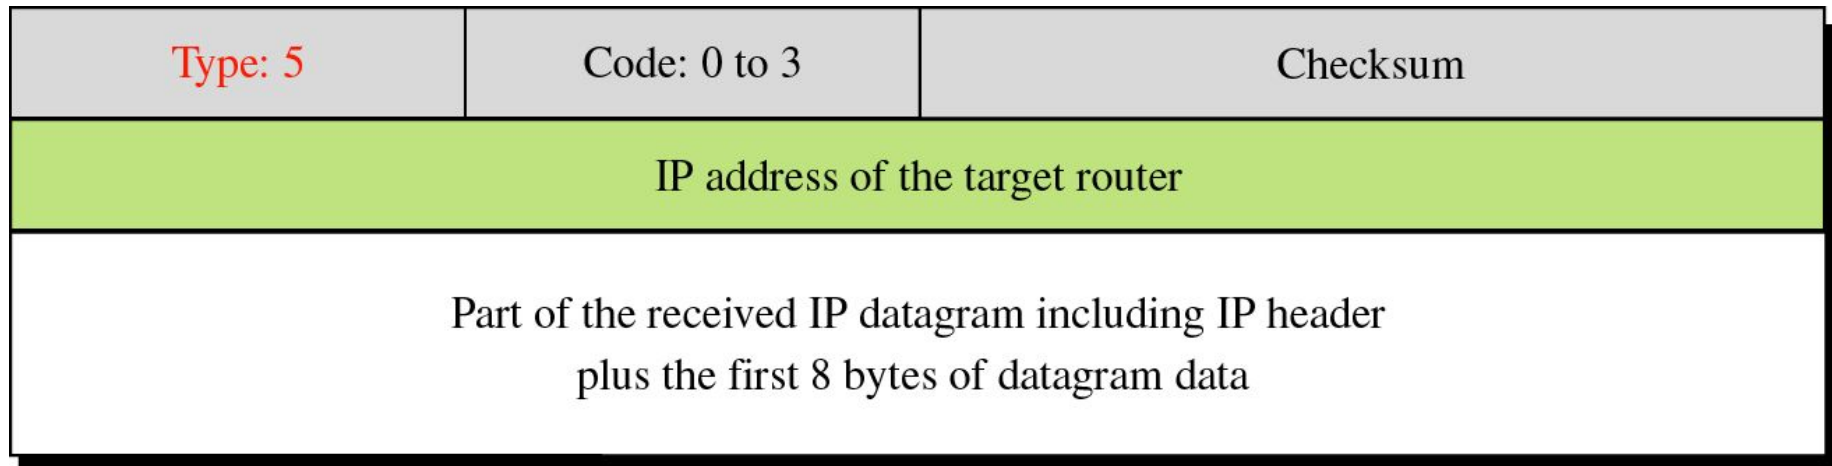 Type: 5
Code: 0 to 3
Checksum
IP address of the target router
Part of the received IP datagram including IP header
plus the first 8 bytes of datagram data